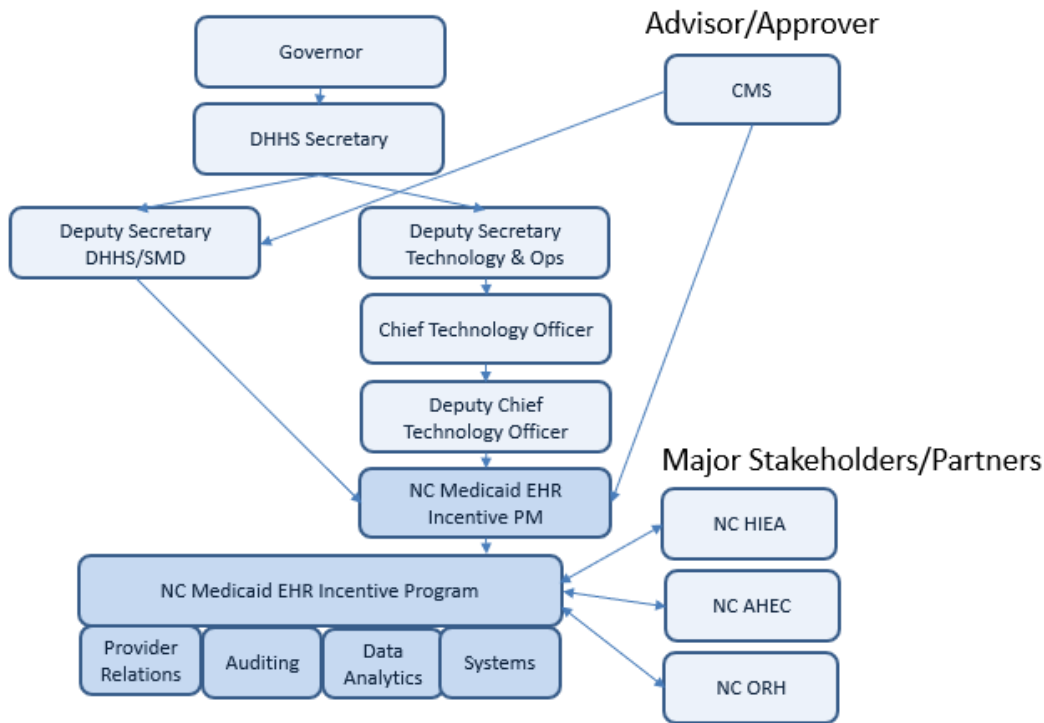 Advisor/Approver
Governor
CMS
DHHS Secretary
Deputy Secretary
DHHS/SMD
Deputy Secretary
Technology & Ops
Chief Technology Officer
Deputy Chief
Technology Officer
Major Stakeholders/Partners
NC Medicaid EHR
Incentive PM
NC HIEA
NC Medicaid EHR Incentive Program
NC AHEC
Provider
Relations
Auditing
Data
Analytics
Systems
NC ORH